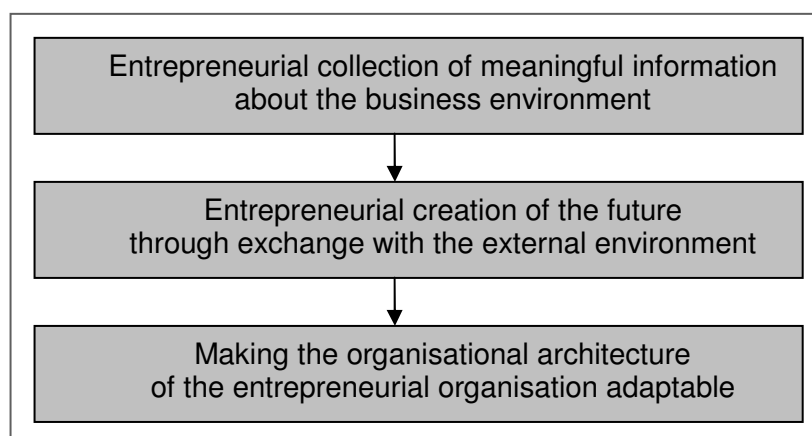 Entrepreneurial collection of meaningful information
about the business environment
Entrepreneurial creation of the future
through exchange with the external environment
Making the organisational architecture
of the entrepreneurial organisation adaptable